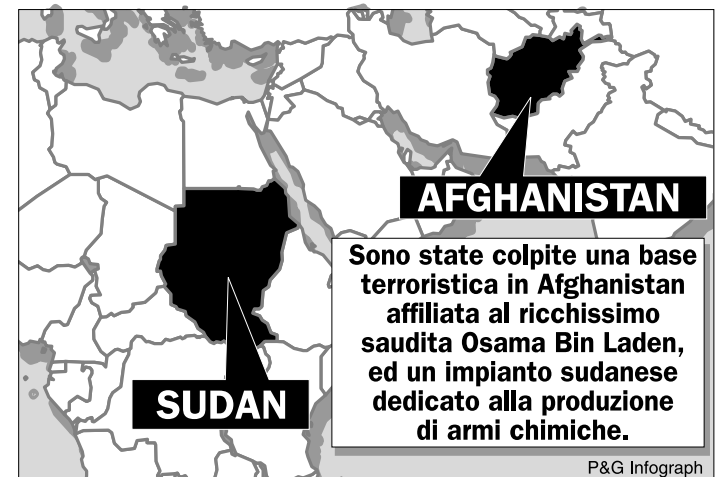 AFGHANISTAN
Sono state colpite una base
terroristica in Afghanistan
affiliata al ricchissimo
saudita Osama Bin Laden,
ed un impianto sudanese
dedicato alla produzione
di armi chimiche.
SUDAN
P&G Infograph